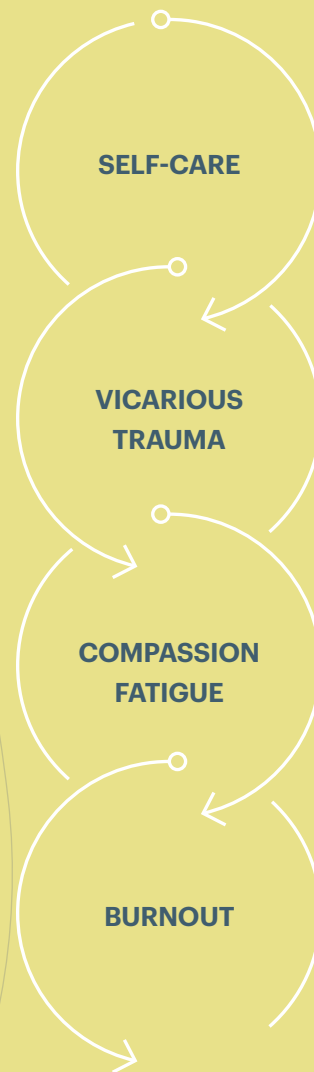 SELF-CARE
VICARIOUS
TRAUMA
COMPASSION
FATIGUE
BURNOUT